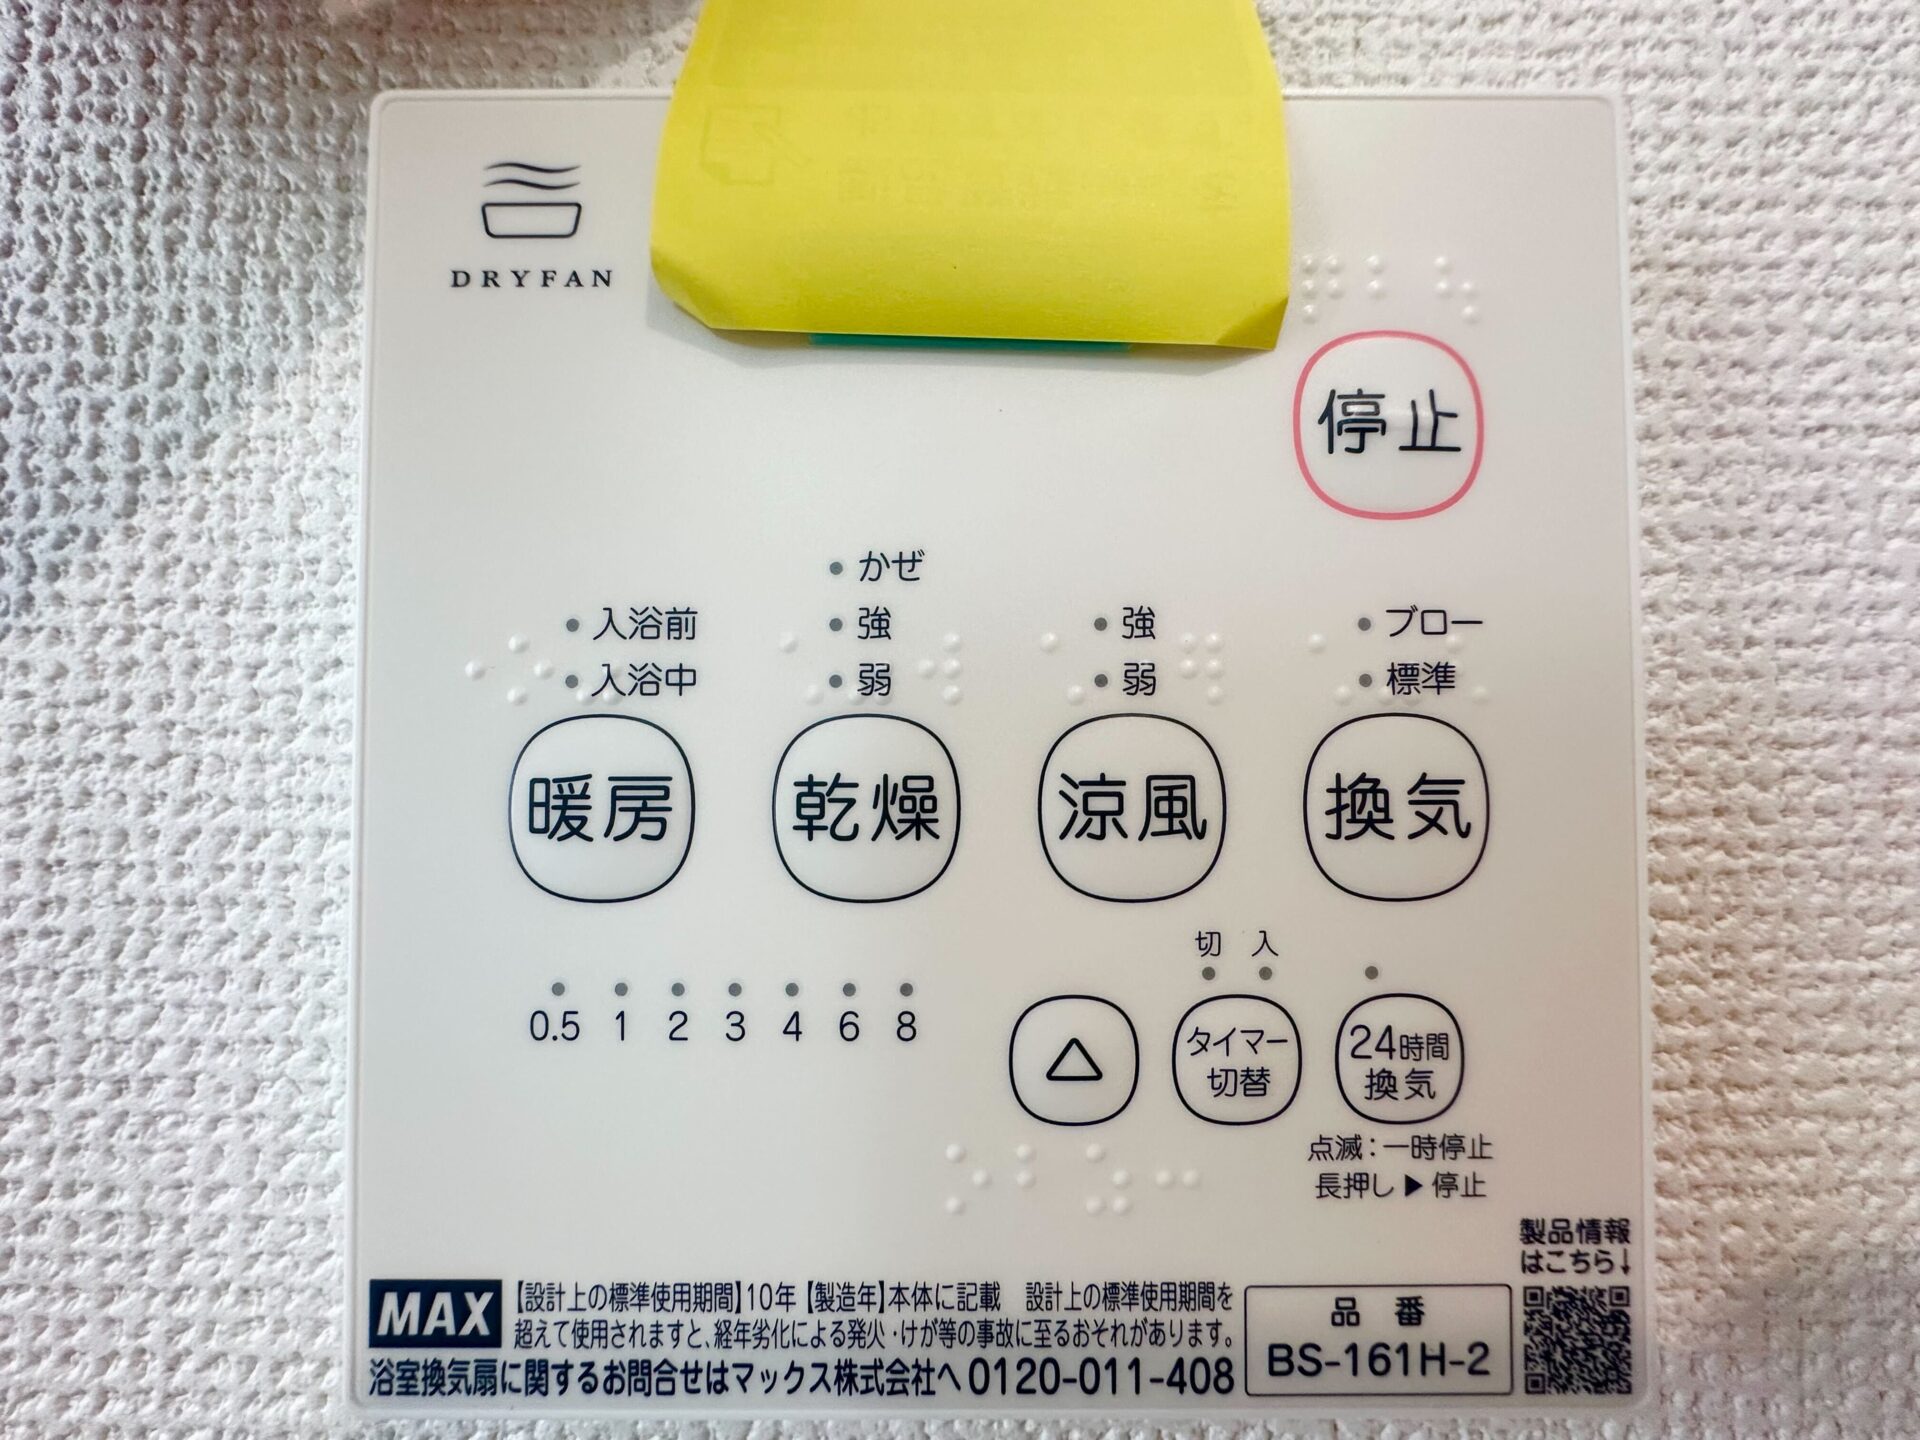 DRYFAN
停止
かぜ
入浴前 強 強 ブロー
入浴中 弱 弱 標準
暖房 乾燥 涼風 換気
切 入
0.5 1 2 3 4 6 8
△ タイマー 24時間
切替 換気
点滅:一時停止
長押し▶停止
製品情報
はこちら↓
MAX
【設計上の標準使用期間】10年【製造年】本体に記載 設計上の標準使用期間を
超えて使用されますと、経年劣化による発火・けが等の事故に至るおそれがあります。
浴室換気扇に関するお問合せはマックス株式会社へ 0120-011-408
品番
BS-161H-2